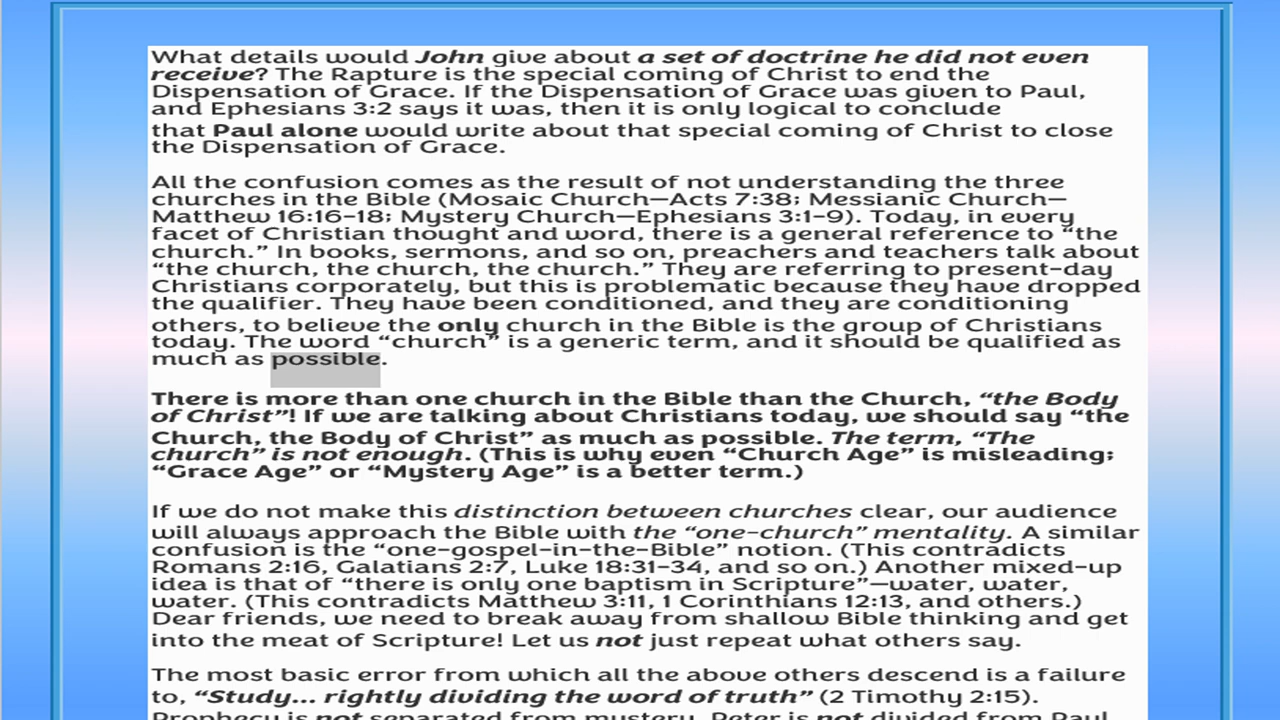 What details would John give about a set of doctrine he did not even
receive? The Rapture is the special coming of Christ to end the
Dispensation of Grace. If the Dispensation of Grace was given to Paul,
and Ephesians 3:2 says it was, then it is only logical to conclude
that Paul alone would write about that special coming of Christ to close
the Dispensation of Grace.
All the confusion comes as the result of not understanding the three
churches in the Bible (Mosaic Church—Acts 7:38; Messianic Church—
Matthew 16:16-18; Mystery Church—Ephesians 3:1-9). Today, in every
facet of Christian thought and word, there is a general reference to “the
church.” In books, sermons, and so on, preachers and teachers talk about
“the church, the church, the church.” They are referring to present-day
Christians corporately, but this is problematic because they have dropped
the qualifier. They have been conditioned, and they are conditioning
others, to believe the only church in the Bible is the group of Christians
today. The word “church” is a generic term, and it should be qualified as
much as possible.
There is more than one church in the Bible than the Church, “the Body
of Christ”! If we are talking about Christians today, we should say “the
Church, the Body of Christ” as much as possible. The term, “The
church” is not enough. (This is why even “Church Age” is misleading;
“Grace Age” or “Mystery Age” is a better term.)
If we do not make this distinction between churches clear, our audience
will always approach the Bible with the “one-church” mentality. A similar
confusion is the “one-gospel-in-the-Bible” notion. (This contradicts
Romans 2:16, Galatians 2:7, Luke 18:31-34, and so on.) Another mixed-up
idea is that of “there is only one baptism in Scripture”—water, water,
water. (This contradicts Matthew 3:11, 1 Corinthians 12:13, and others.)
Dear friends, we need to break away from shallow Bible thinking and get
into the meat of Scripture! Let us not just repeat what others say.
The most basic error from which all the above others descend is a failure
to, “Study... rightly dividing the word of truth” (2 Timothy 2:15).
Prophecy is not separated from mystery. Peter is not divided from Paul.